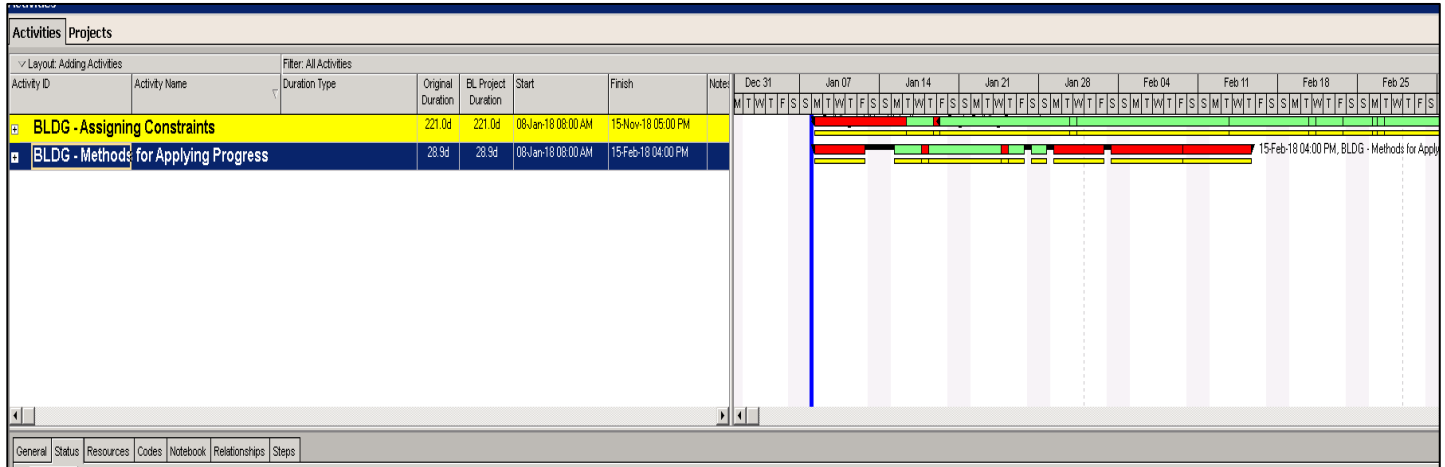 Activities
Activities Projects
Layout: Adding Activities Filter: All Activities
Activity ID Activity Name Duration Type Original Duration BL Project Duration Start Finish Notes
Dec 31 Jan 07 Jan 14 Jan 21 Jan 28 Feb 04 Feb 11 Feb 18 Feb 25
M T W T F S S M T W T F S S M T W T F S S M T W T F S S M T W T F S S M T W T F S S M T W T F S S M T W T F S S M T W T F S
BLDG - Assigning Constraints 221.0d 221.0d 08-Jan-18 08:00 AM 15-Nov-18 05:00 PM
BLDG - Methods for Applying Progress 28.9d 28.9d 08-Jan-18 08:00 AM 15-Feb-18 04:00 PM
15-Feb-18 04:00 PM, BLDG - Methods for Apply
General Status Resources Codes Notebook Relationships Steps